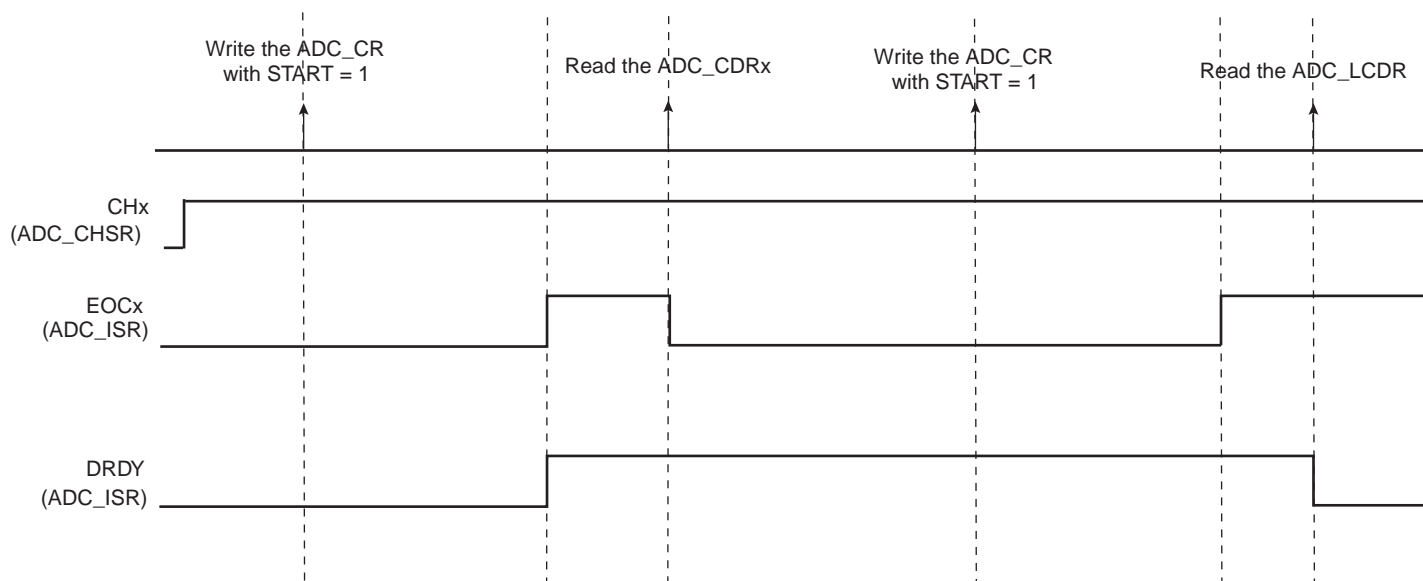 Write the ADC_CR
with START = 1
Read the ADC_CDRx
Write the ADC_CR
with START = 1
Read the ADC_LCDR
CHx
(ADC_CHSR)
EOCx
(ADC_ISR)
DRDY
(ADC_ISR)